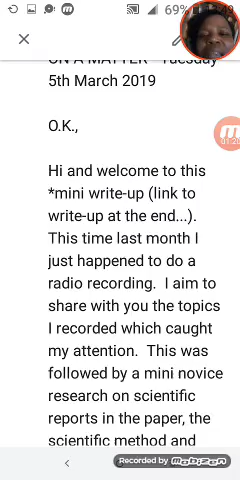 69%
ON A MATTER - Tuesday
5th March 2019
O.K.,
Hi and welcome to this
*mini write-up (link to
write-up at the end...).
This time last month I
just happened to do a
radio recording.  I aim to
share with you the topics
I recorded which caught
my attention.  This was
followed by a mini novice
research on scientific
reports in the paper, the
scientific method and
Recorded by
mobizen